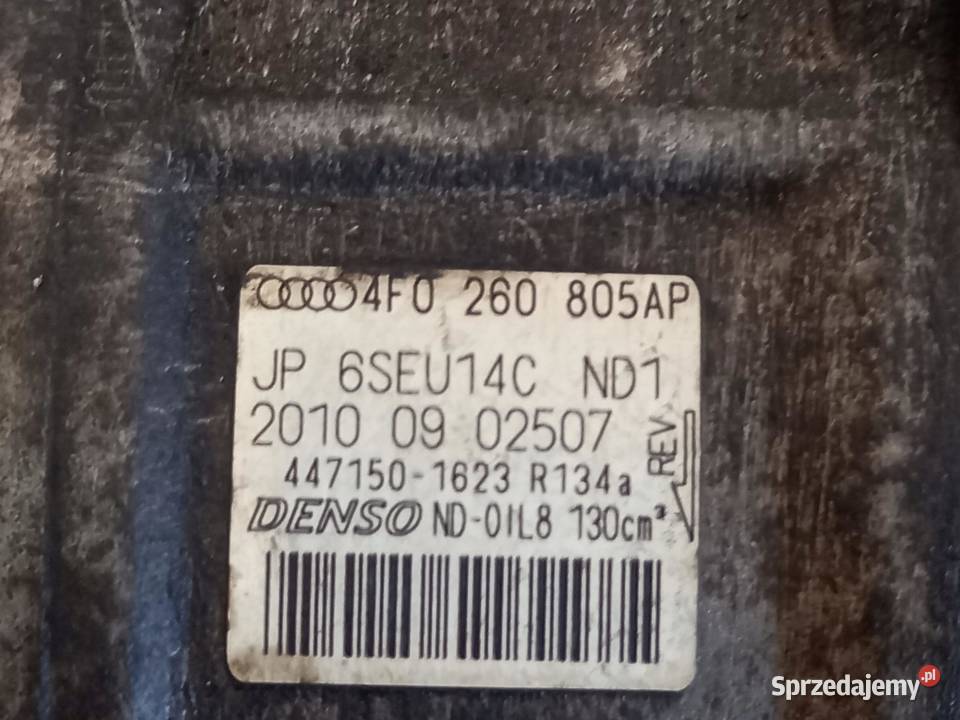 4F0 260 805AP
JP 6SEU14C ND1
2010 09 02507
REV
447150-1623 R134a
DENSO ND-OIL8 130cm³
Sprzedajemy.pl